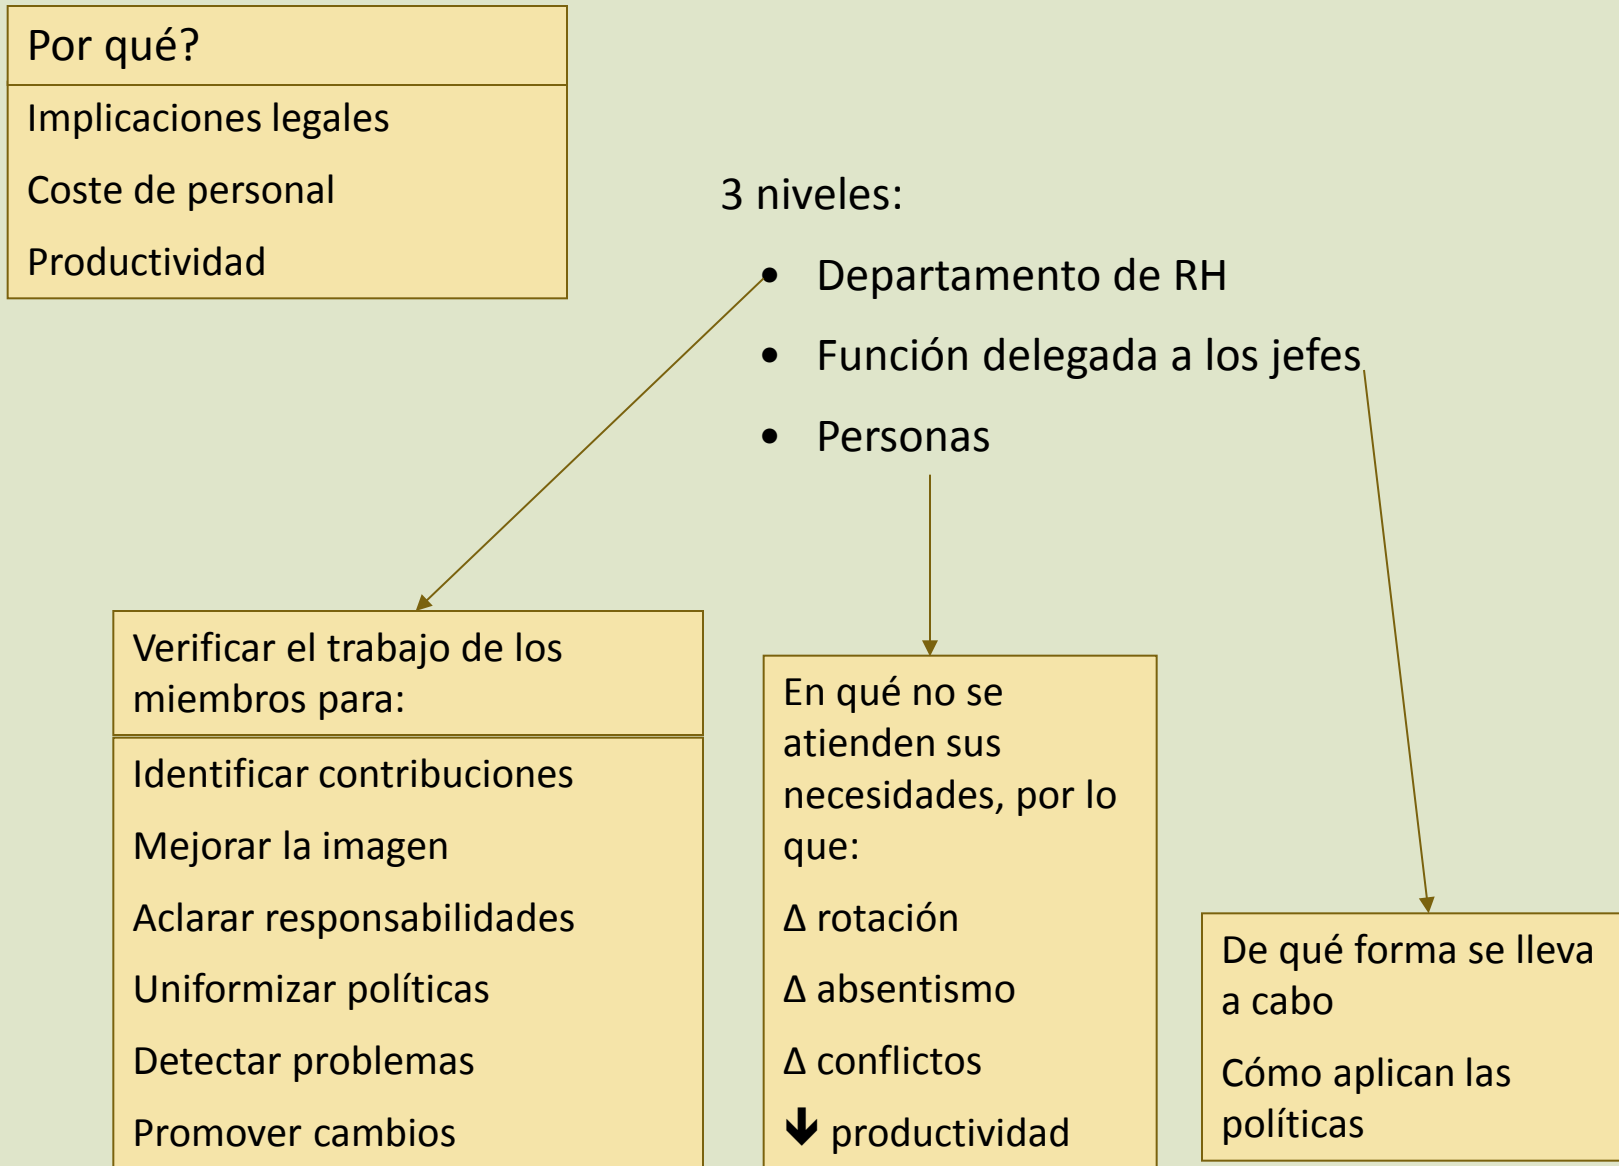 Por qué?
Implicaciones legales
Coste de personal
Productividad
3 niveles:
• Departamento de RH
• Función delegada a los jefes
• Personas
Verificar el trabajo de los
miembros para:
Identificar contribuciones
Mejorar la imagen
Aclarar responsabilidades
Uniformizar políticas
Detectar problemas
Promover cambios
En qué no se
atienden sus
necesidades, por lo
que:
Δ rotación
Δ absentismo
Δ conflictos
🡻 productividad
De qué forma se lleva
a cabo
Cómo aplican las
políticas